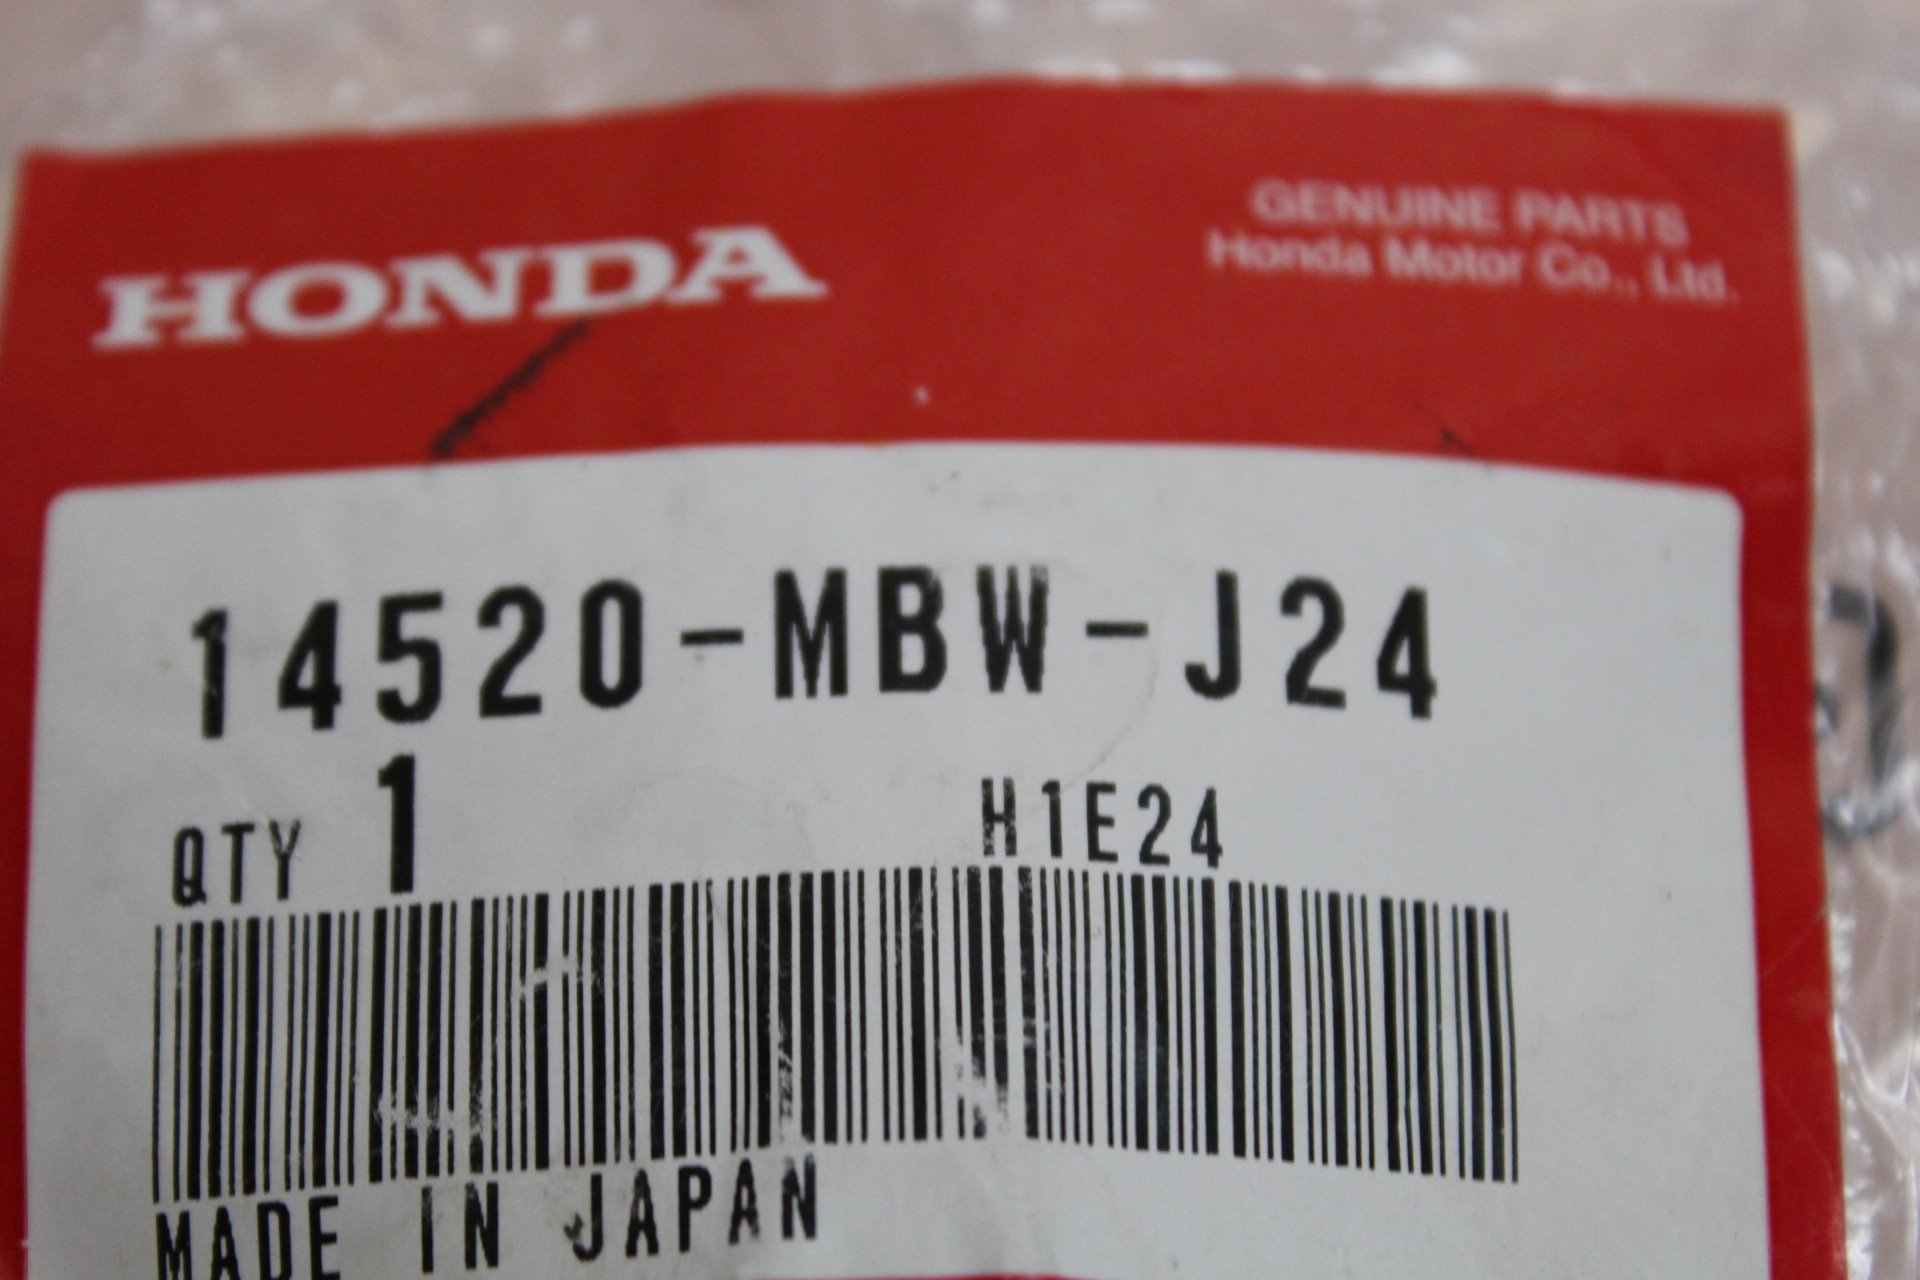 HONDA
GENUINE PARTS
Honda Motor Co., Ltd.
14520-MBW-J24
QTY 1 H1E24
MADE IN JAPAN